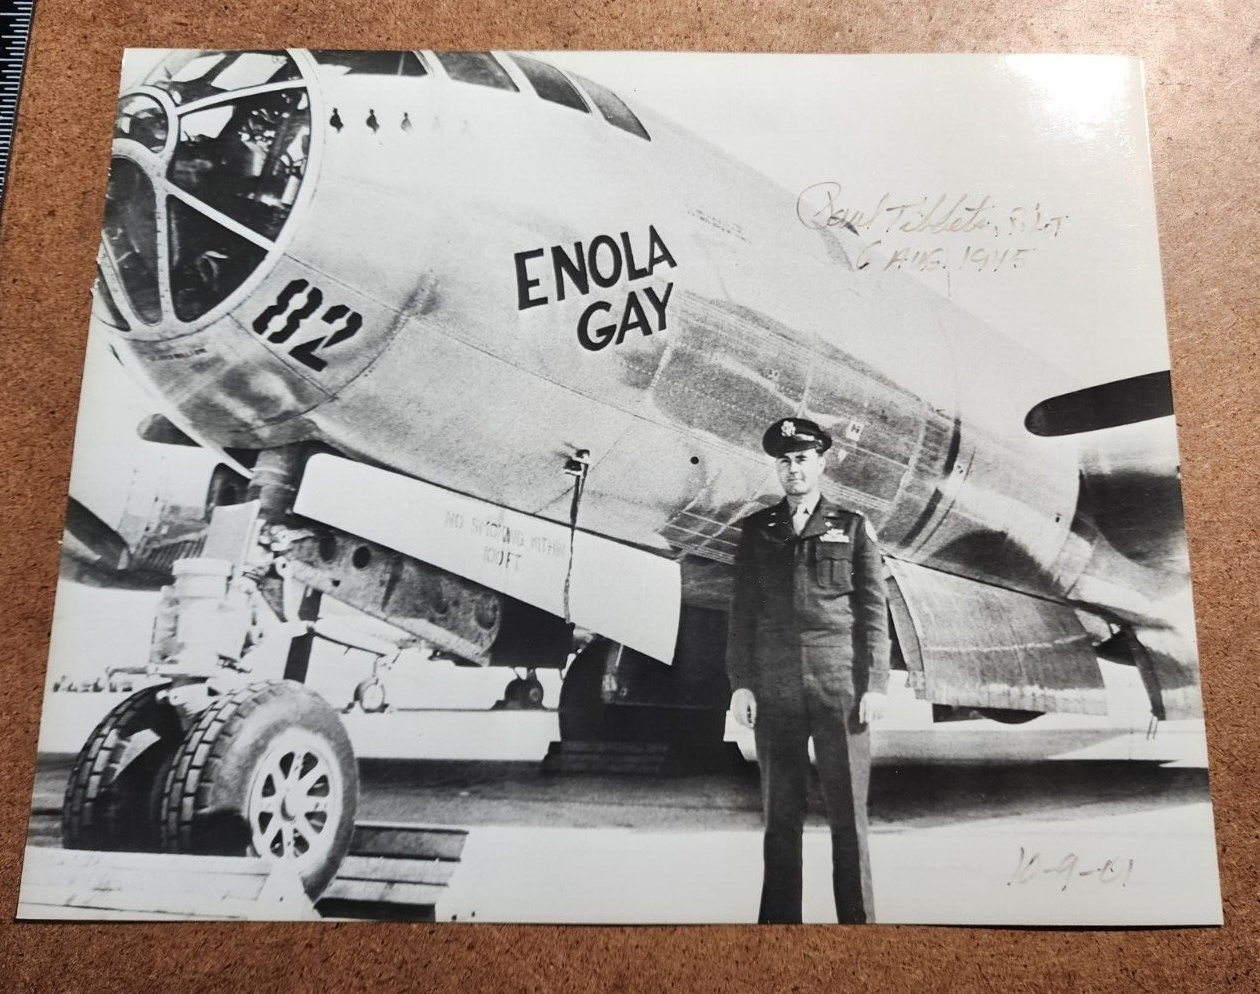 ENOLA
GAY
82
Paul Tibbets, Pilot
6 AUG. 1945
NO SMOKING WITHIN
100 FT
10-9-01